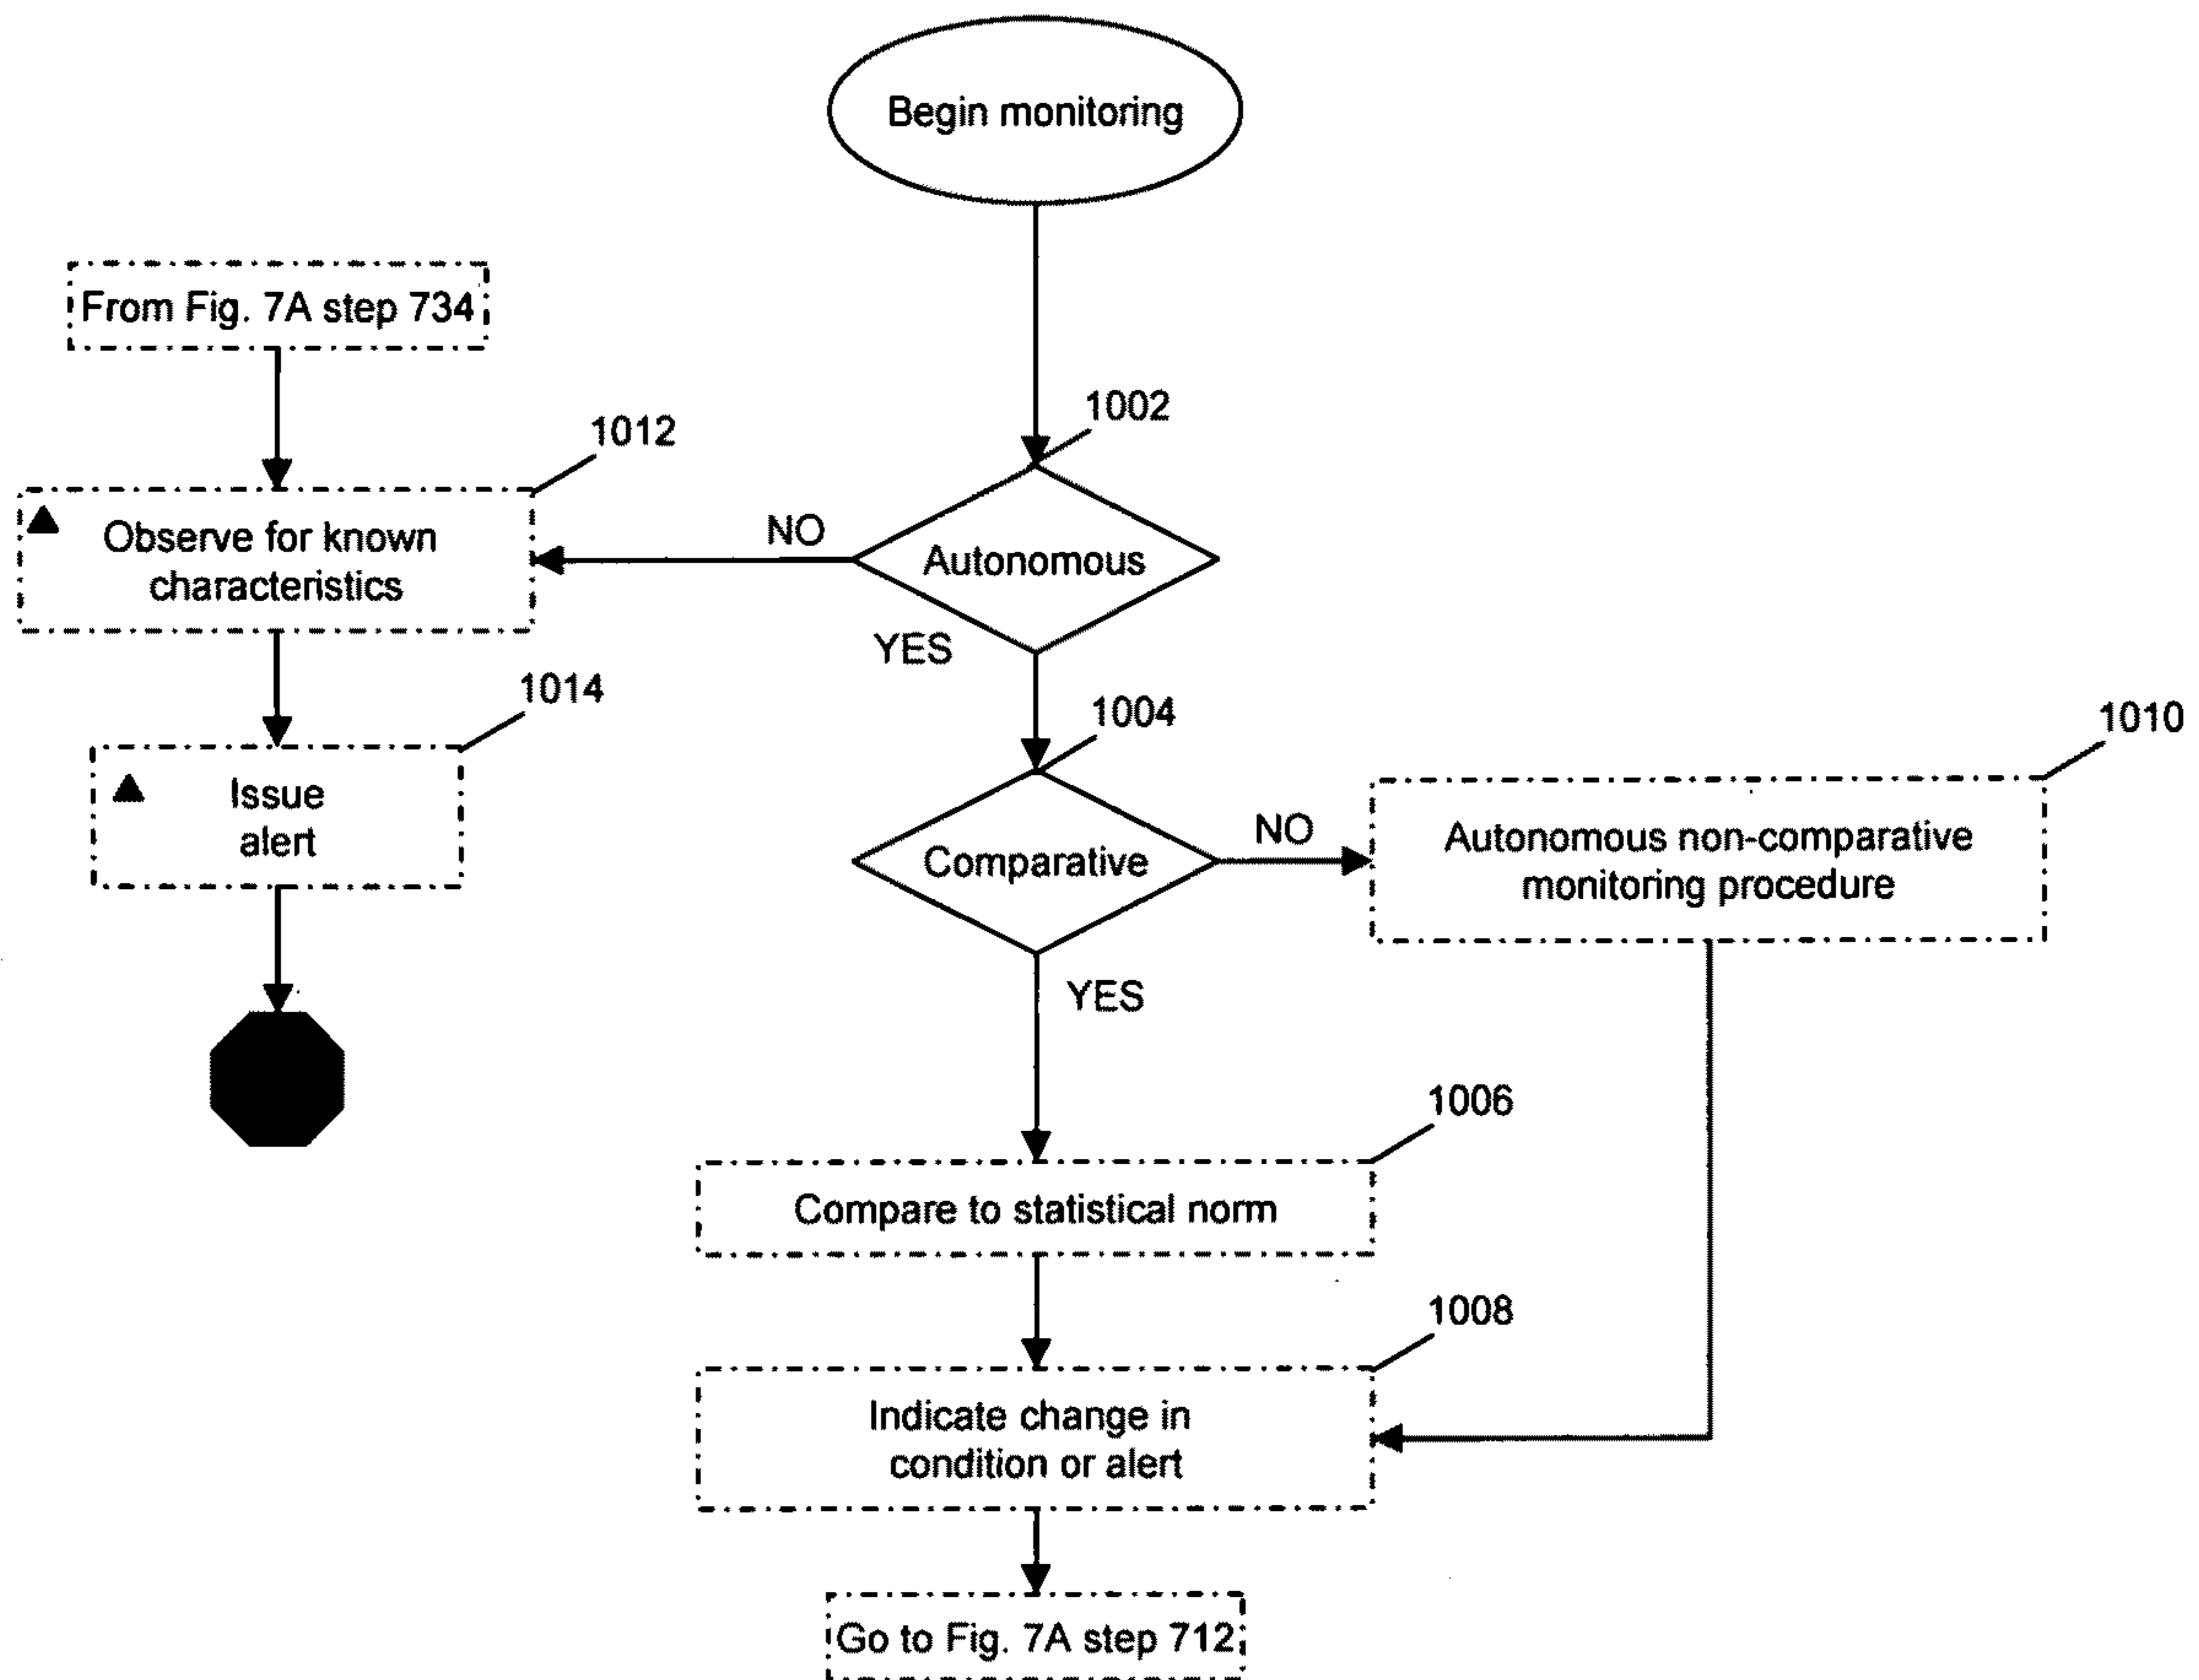 Begin monitoring
From Fig. 7A step 734
1002
1012
NO
Observe for known
characteristics
Autonomous
YES
1014
1004
1010
Issue
alert
NO
Comparative
Autonomous non-comparative
monitoring procedure
YES
1006
Compare to statistical norm
1008
Indicate change in
condition or alert
Go to Fig. 7A step 712